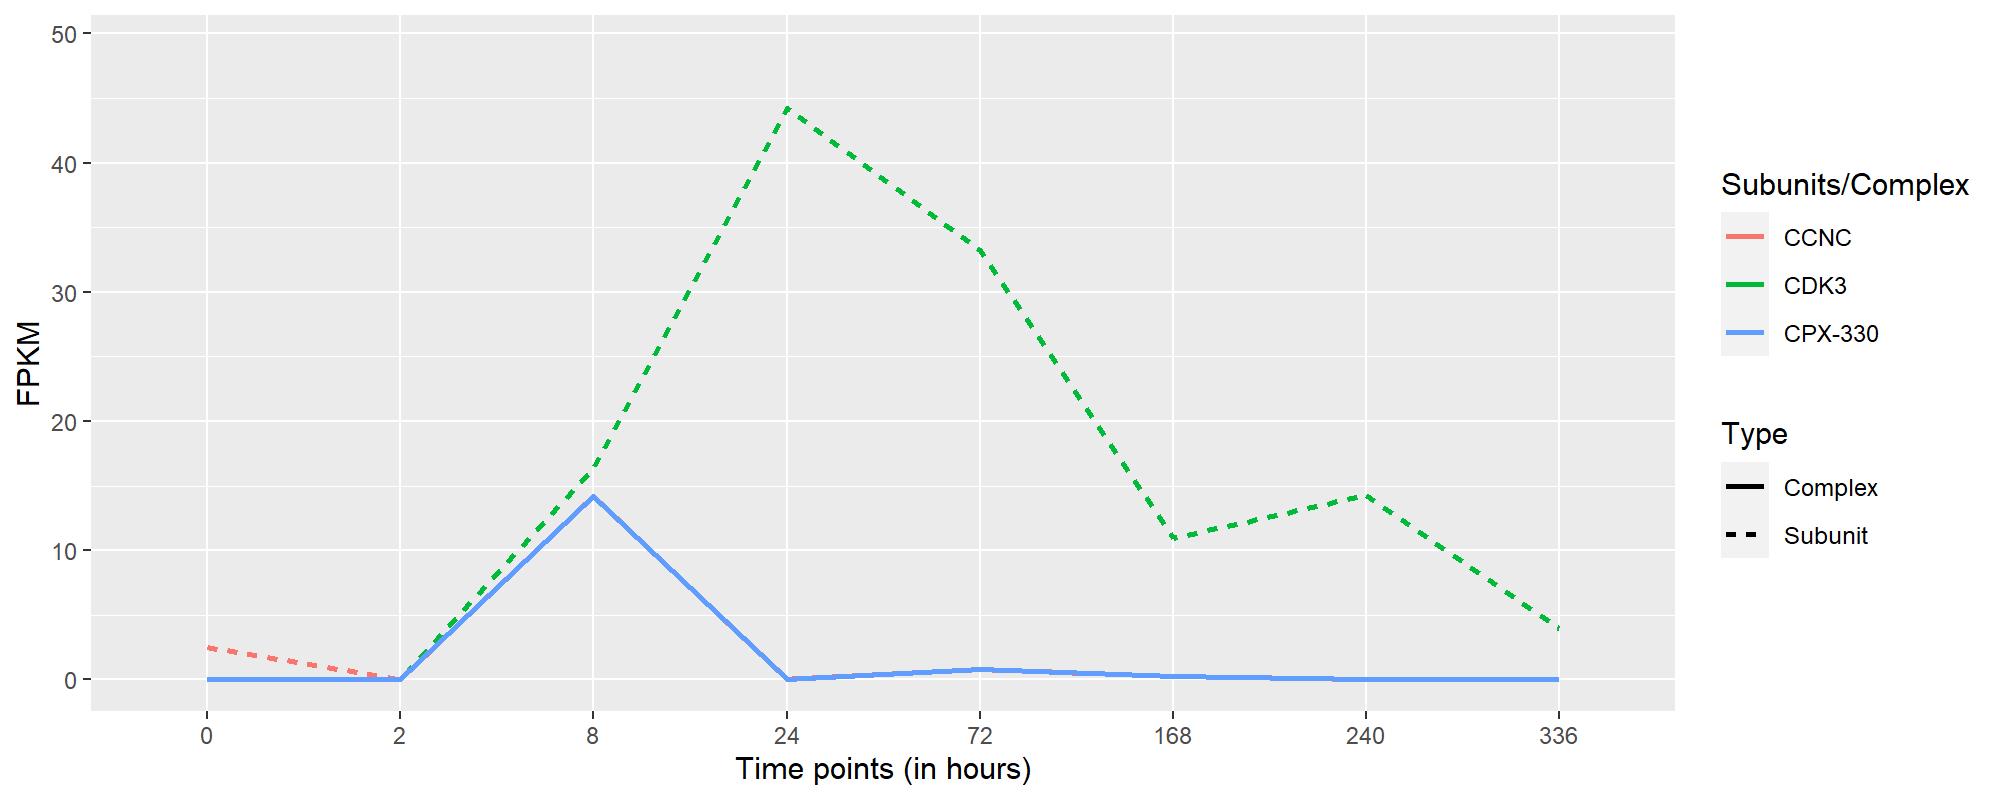 50
40
30
20
10
0
FPKM
0 2 8 24 72 168 240 336
Time points (in hours)
Subunits/Complex
CCNC
CDK3
CPX-330
Type
Complex
Subunit